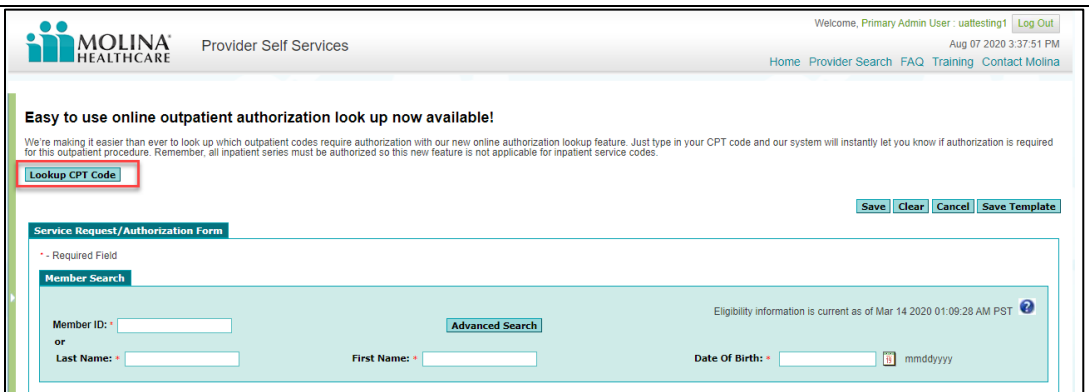 Welcome, Primary Admin User : uattesting1 Log Out
MOLINA®
HEALTHCARE
Provider Self Services
Aug 07 2020 3:37:51 PM
Home Provider Search FAQ Training Contact Molina
Easy to use online outpatient authorization look up now available!
We're making it easier than ever to look up which outpatient codes require authorization with our new online authorization lookup feature. Just type in your CPT code and our system will instantly let you know if authorization is required
for this outpatient procedure. Remember, all inpatient series must be authorized so this new feature is not applicable for inpatient service codes.
Lookup CPT Code
Save Clear Cancel Save Template
Service Request/Authorization Form
* - Required Field
Member Search
Eligibility information is current as of Mar 14 2020 01:09:28 AM PST ?
Member ID: * Advanced Search
or
Last Name: * First Name: * Date Of Birth: * mmddyyyy